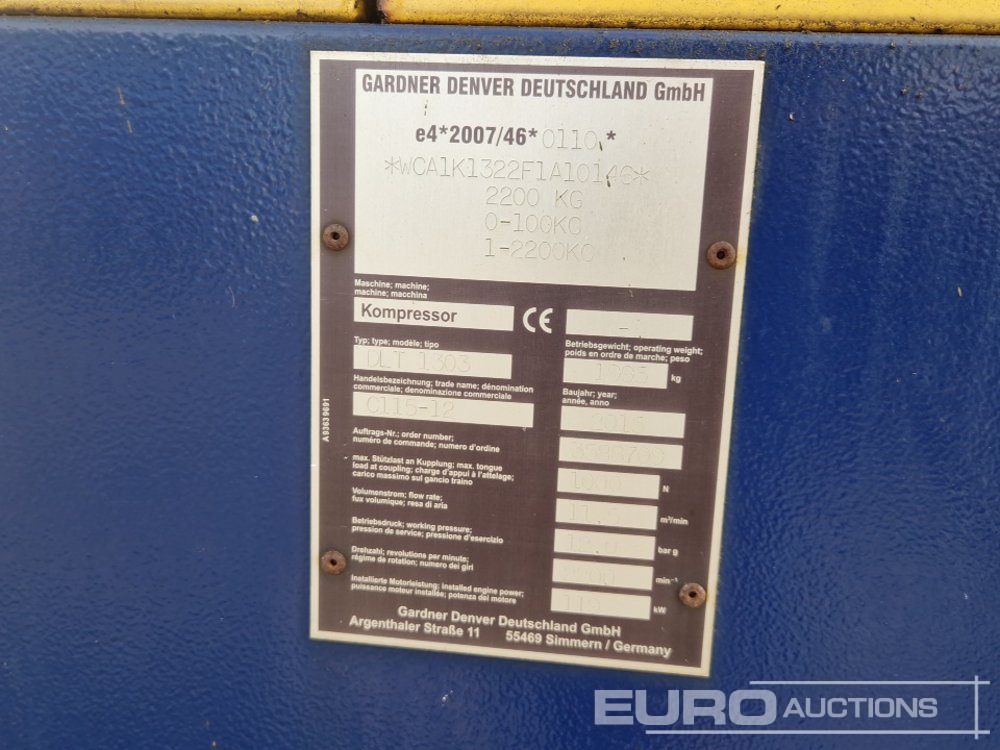 GARDNER DENVER DEUTSCHLAND GmbH
e4*2007/46*0110.*
*WCA1K1322F1A10146*
2200 KG
0-100KG
1-2200KG
Maschine; machine;
machine; macchina
Kompressor
CE
Typ; type; modèle; tipo
DLT 1303
Betriebsgewicht; operating weight;
poids en ordre de marche; peso
kg
Handelsbezeichnung; trade name; dénomination
commerciale; denominazione commerciale
C115-12
Baujahr; year;
année, anno
2015
Auftrags-Nr.; order number;
numéro de commande; numero d'ordine
max. Stützlast an Kupplung; max. tongue
load at coupling; charge d'appui à l'attelage;
carico massimo sul gancio traino
1000 N
Volumenstrom; flow rate;
fux volumique; resa di aria
11.5 m³/min
Betriebsdruck; working pressure;
pression de service; pressione d'esercizio
bar g
Drehzahl; revolutions per minute;
régime de rotation; numero dei giri
min⁻¹
Installierte Motorleistung; installed engine power;
puissance moteur installée; potenza del motore
kW
Gardner Denver Deutschland GmbH
Argenthaler Straße 11 55469 Simmern / Germany
A93639691
EURO AUCTIONS